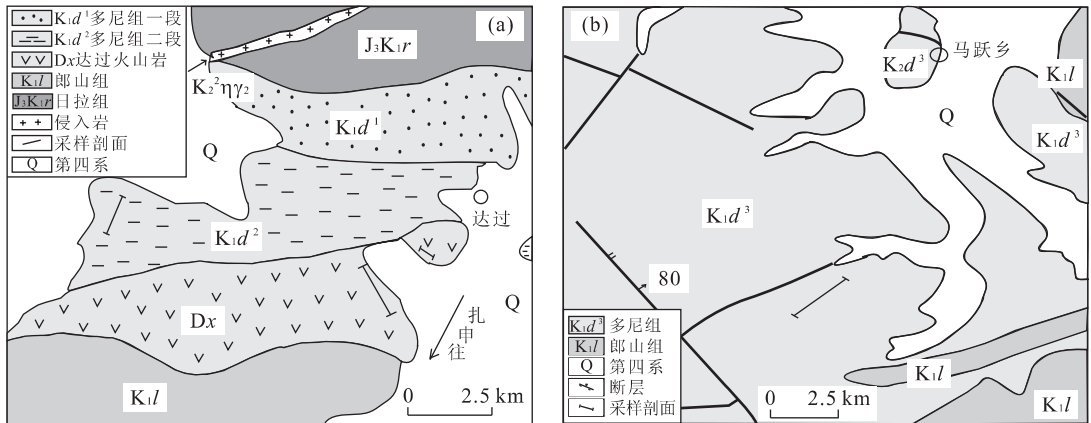 K₁d¹多尼组一段
K₁d²多尼组二段
Dx达过火山岩
K₁l 郎山组
J₃K₁r 日拉组
侵入岩
采样剖面
Q 第四系
(a)
J₃K₁r
K₂²ηγ₂
K₁d¹
Q
达过
K₁d²
Q
Dx
扎申往
K₁l
0 2.5 km
(b)
马跃乡
K₂d³
K₁l
Q
K₁d³
K₁d³
80
K₁d³ 多尼组
K₁l 郎山组
Q 第四系
断层
采样剖面
K₁l
0 2.5 km
K₁l